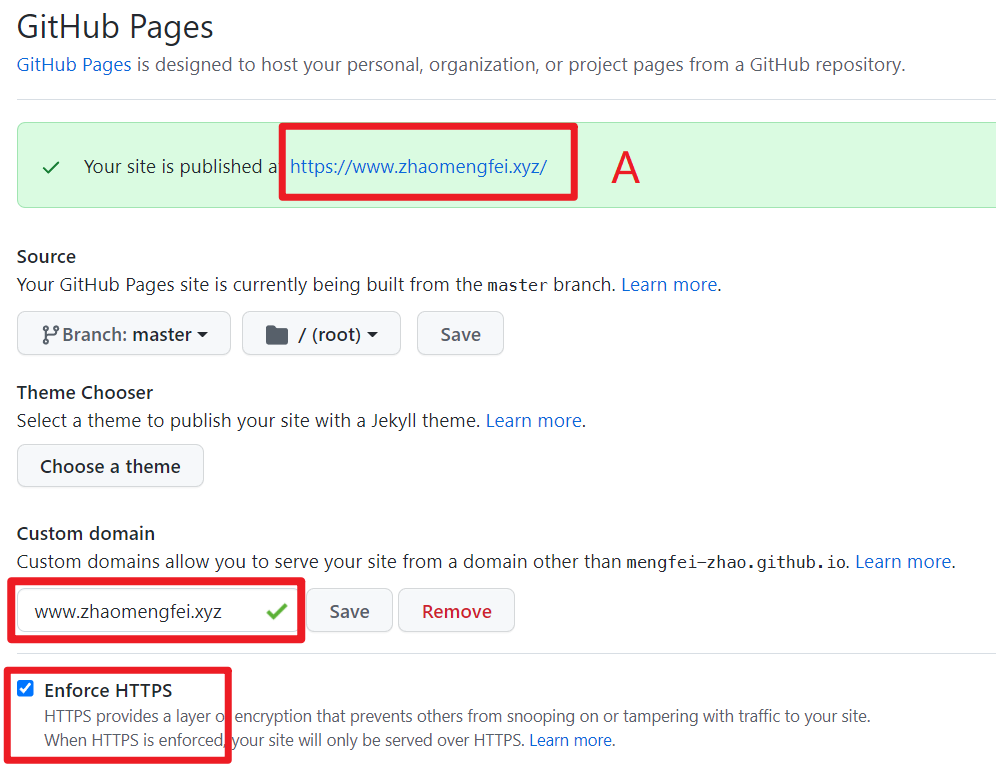 GitHub Pages
GitHub Pages is designed to host your personal, organization, or project pages from a GitHub repository.
Your site is published a https://www.zhaomengfei.xyz/ A
Source
Your GitHub Pages site is currently being built from the master branch. Learn more.
Branch: master / (root) Save
Theme Chooser
Select a theme to publish your site with a Jekyll theme. Learn more.
Choose a theme
Custom domain
Custom domains allow you to serve your site from a domain other than mengfei-zhao.github.io. Learn more.
www.zhaomengfei.xyz Save Remove
Enforce HTTPS
HTTPS provides a layer of encryption that prevents others from snooping on or tampering with traffic to your site.
When HTTPS is enforced, your site will only be served over HTTPS. Learn more.